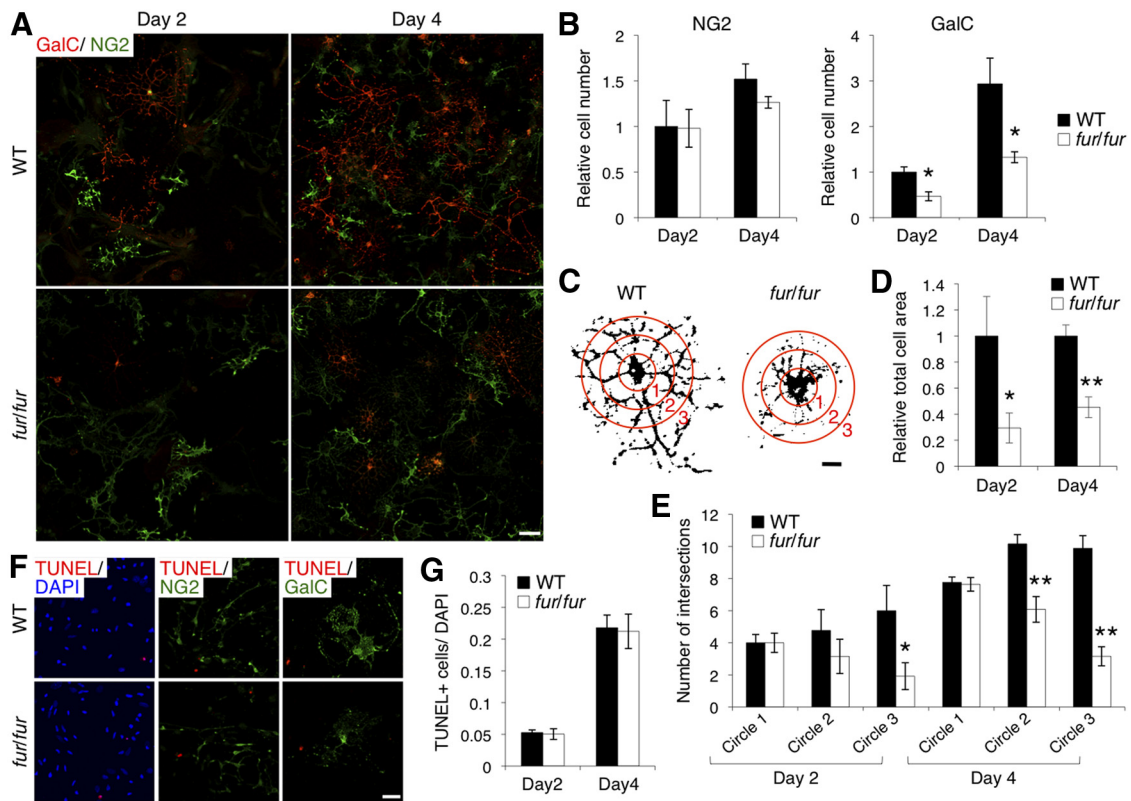 A
Day 2
Day 4
GalC/ NG2
WT
fur/fur
B
NG2
GalC
Relative cell number
2
1.5
1
0.5
0
Day2
Day4
Relative cell number
4
3
2
1
0
*
*
Day2
Day4
WT
fur/fur
C
WT
fur/fur
1
2
3
1
2
3
D
WT
fur/fur
Relative total cell area
1.4
1.2
1
0.8
0.6
0.4
0.2
0
*
**
Day2
Day4
E
WT
fur/fur
Number of intersections
12
10
8
6
4
2
0
*
**
**
Circle 1
Circle 2
Circle 3
Circle 1
Circle 2
Circle 3
Day 2
Day 4
F
TUNEL/
DAPI
TUNEL/
NG2
TUNEL/
GalC
WT
fur/fur
G
WT
fur/fur
TUNEL+ cells/ DAPI
0.3
0.25
0.2
0.15
0.1
0.05
0
Day2
Day4